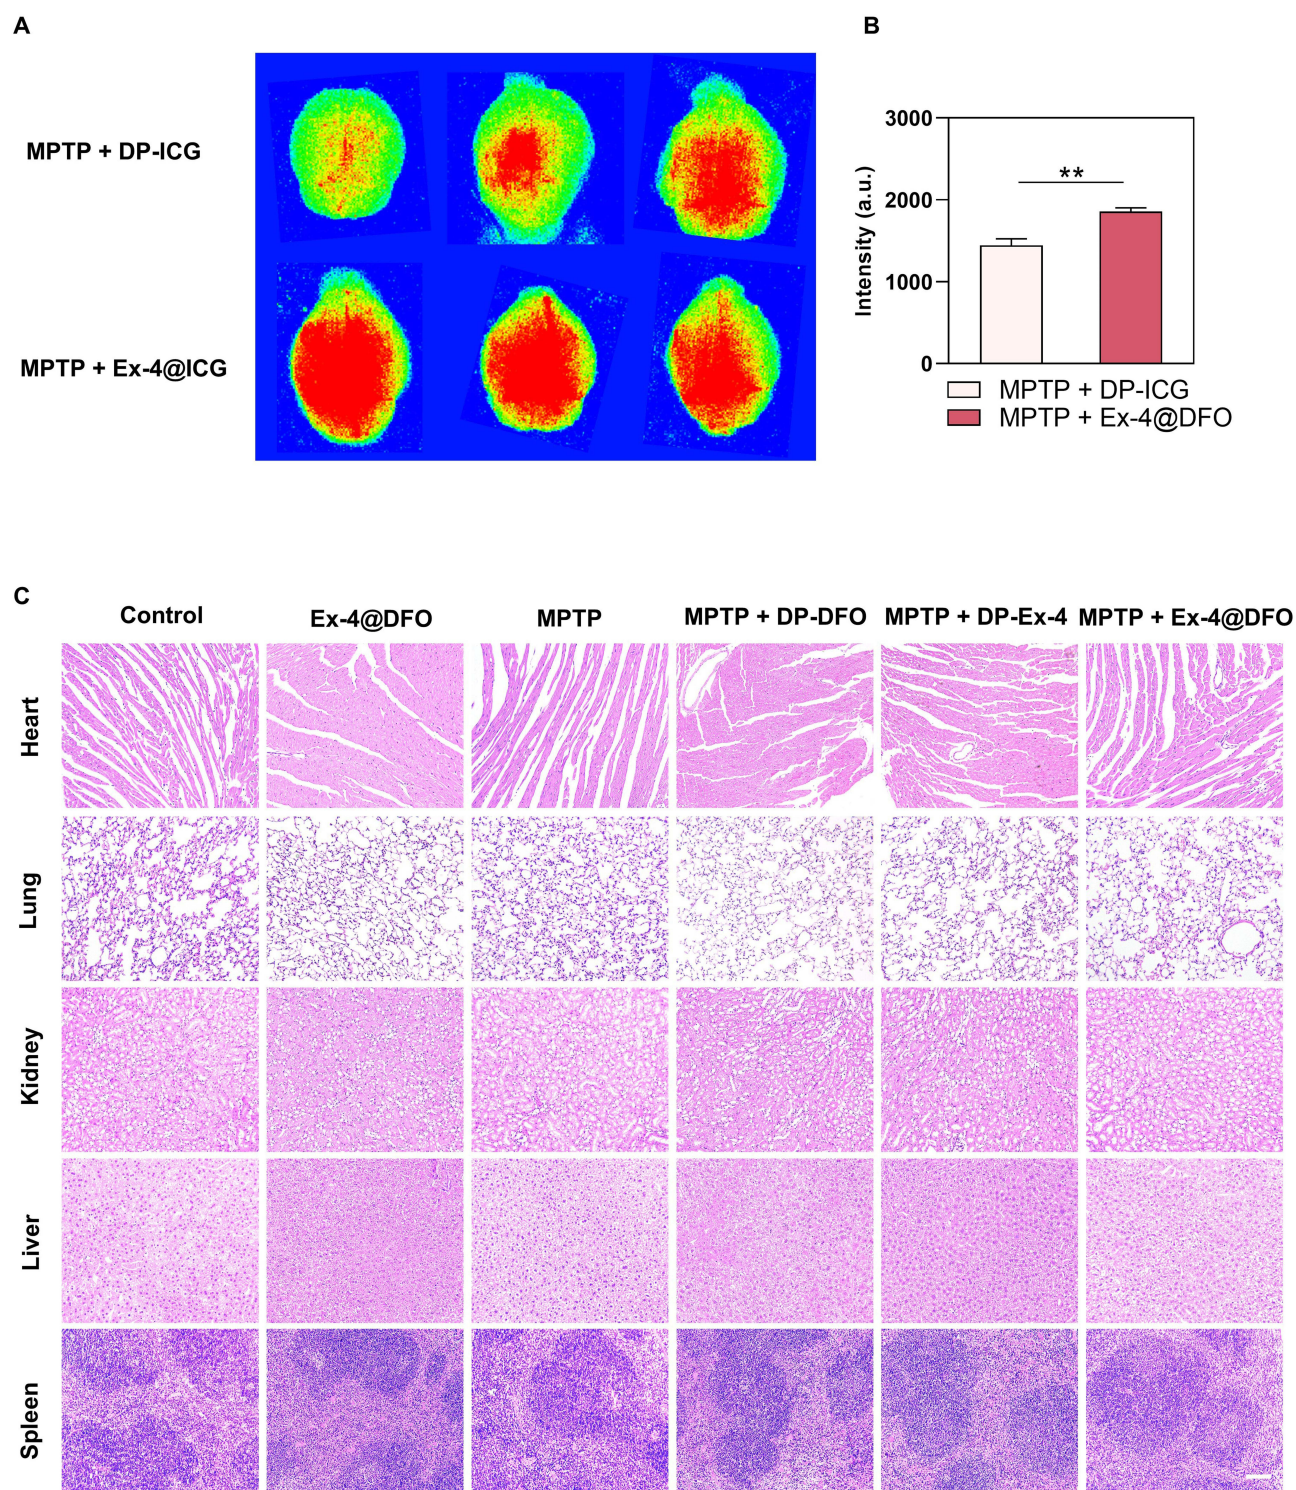 A
B
MPTP + DP-ICG
MPTP + Ex-4@ICG
3000
2000
1000
0
Intensity (a.u.)
**
MPTP + DP-ICG
MPTP + Ex-4@DFO
C
Control
Ex-4@DFO
MPTP
MPTP + DP-DFO
MPTP + DP-Ex-4
MPTP + Ex-4@DFO
Heart
Lung
Kidney
Liver
Spleen